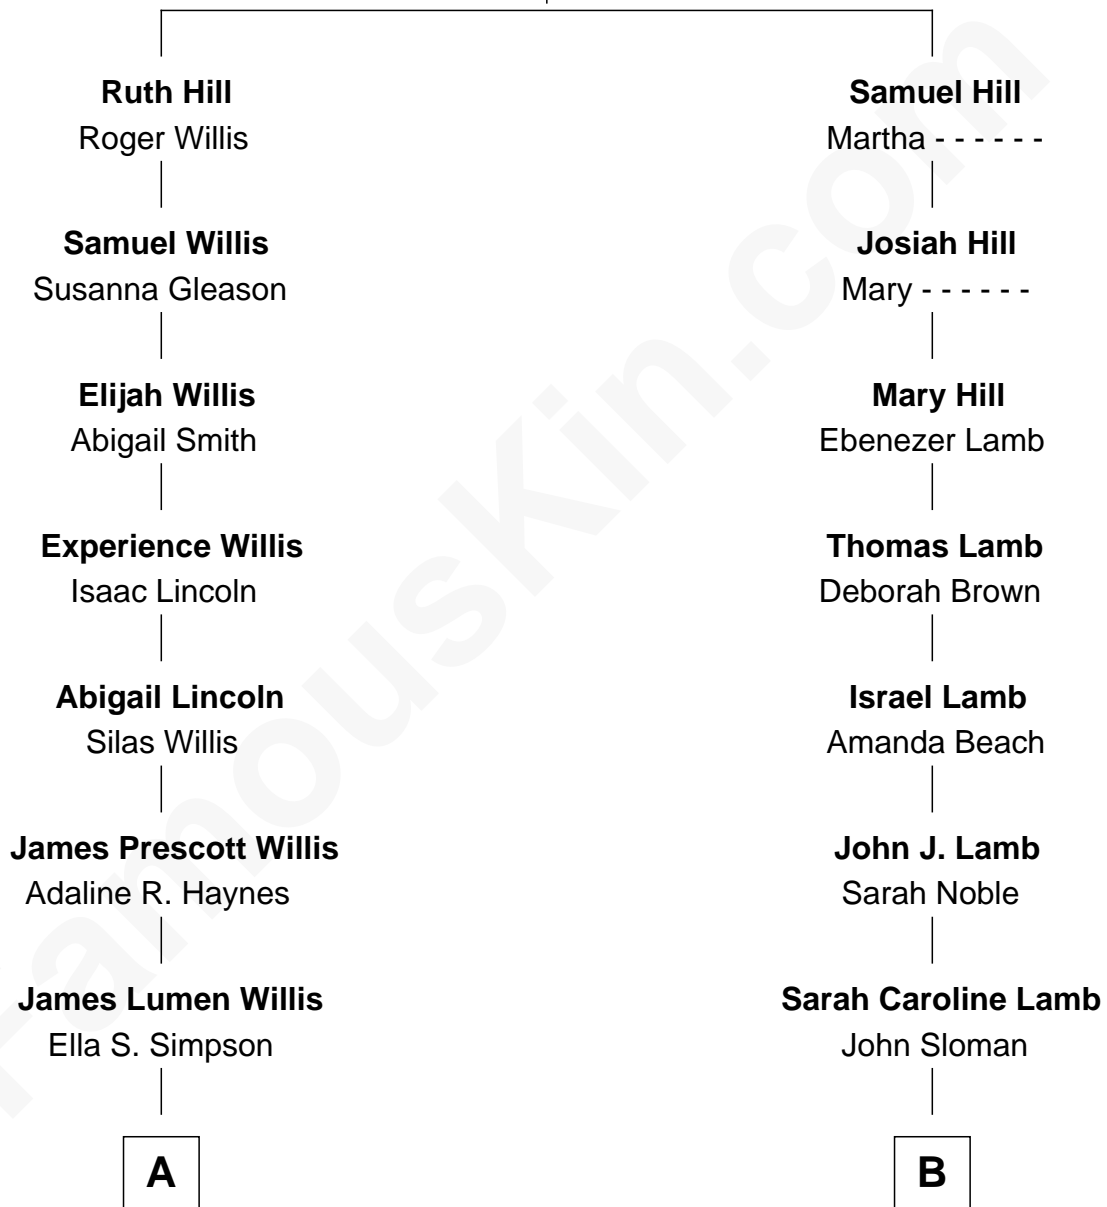 Ruth Hill
Roger Willis
Samuel Willis
Susanna Gleason
Elijah Willis
Abigail Smith
Experience Willis
Isaac Lincoln
Abigail Lincoln
Silas Willis
James Prescott Willis
Adaline R. Haynes
James Lumen Willis
Ella S. Simpson
A
Samuel Hill
Martha - - - - - -
Josiah Hill
Mary - - - - - -
Mary Hill
Ebenezer Lamb
Thomas Lamb
Deborah Brown
Israel Lamb
Amanda Beach
John J. Lamb
Sarah Noble
Sarah Caroline Lamb
John Sloman
B
FamousKin.com